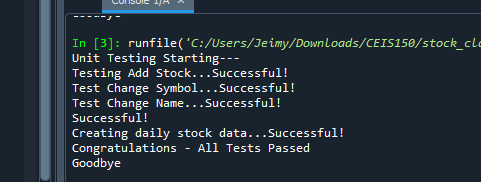 Console 1/A
In [3]: runfile('C:/Users/Jeimy/Downloads/CEIS150/
Unit Testing Starting---
Testing Add Stock...Successful!
Test Change Symbol...Successful!
Test Change Name...Successful!
Successful!
Creating daily stock data...Successful!
Congratulations - All Tests Passed
Goodbye